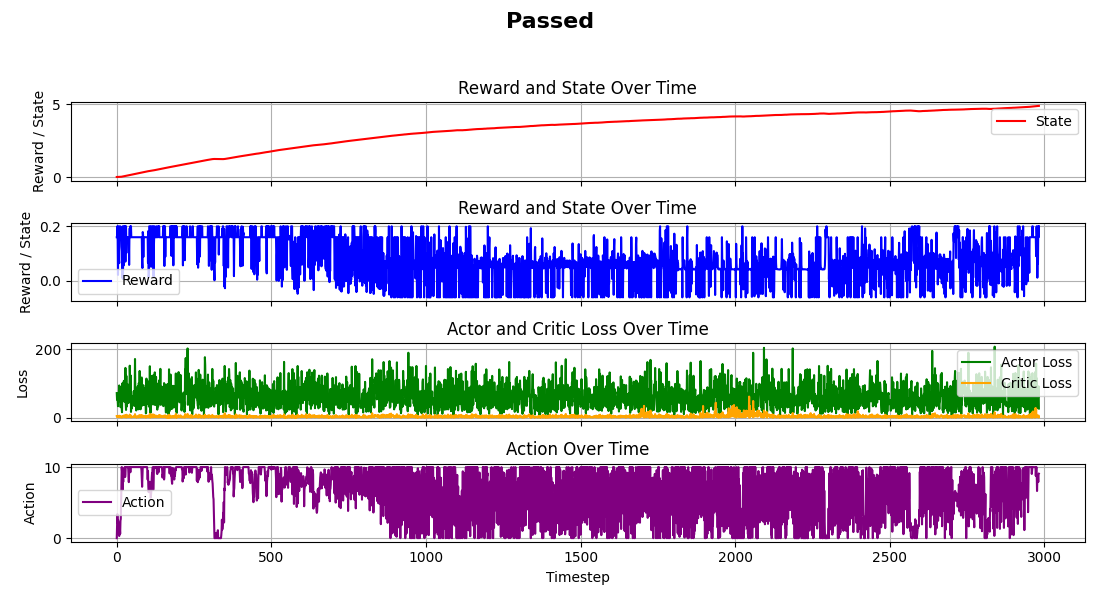 Passed
Reward and State Over Time
Reward / State
5
0
State
Reward and State Over Time
Reward / State
0.2
0.0
Reward
Actor and Critic Loss Over Time
Loss
200
0
Actor Loss
Critic Loss
Action Over Time
Action
10
0
Action
0 500 1000 1500 2000 2500 3000
Timestep